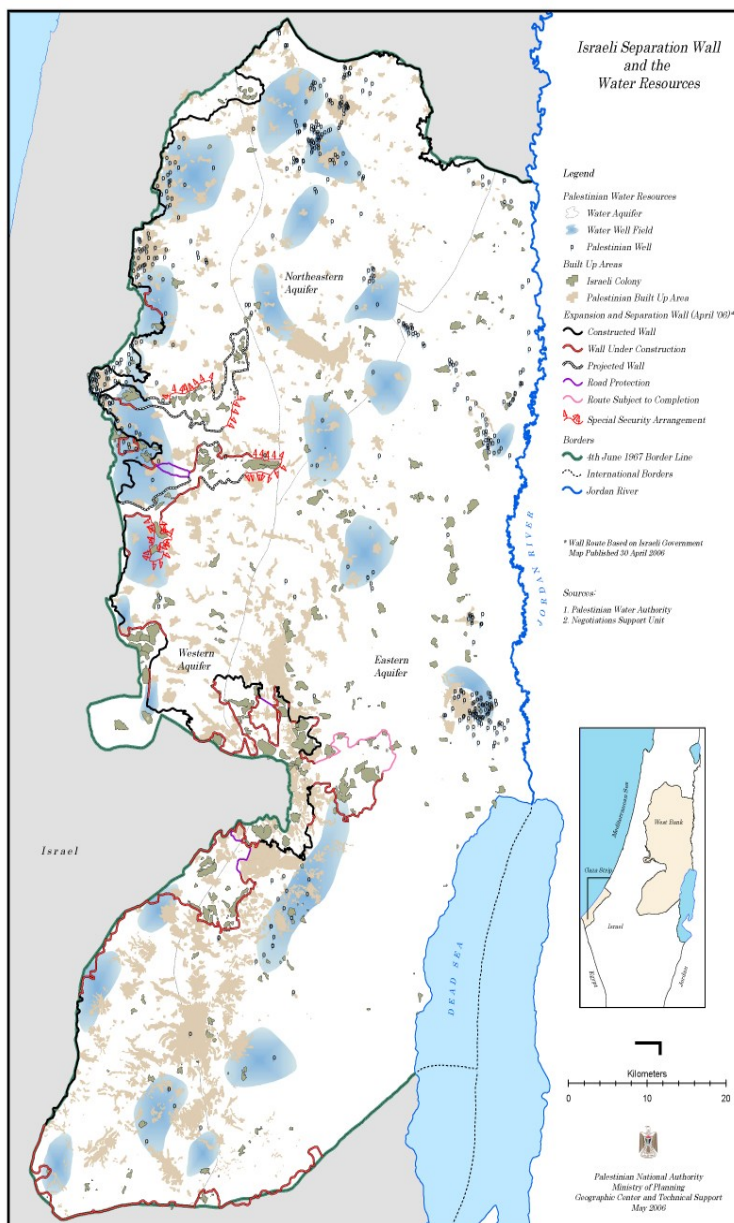 Israeli Separation Wall
and the
Water Resources
Legend
Palestinian Water Resources
Water Aquifer
Water Well Field
Palestinian Well
Built Up Areas
Israeli Colony
Palestinian Built Up Area
Expansion and Separation Wall (April '06)*
Constructed Wall
Wall Under Construction
Projected Wall
Road Protection
Route Subject to Completion
Special Security Arrangement
Borders
4th June 1967 Border Line
International Borders
Jordan River
* Wall Route Based on Israeli Government
Map Published 30 April 2006
Sources:
1. Palestinian Water Authority
2. Negotiations Support Unit
Northeastern
Aquifer
JORDAN RIVER
Western
Aquifer
Eastern
Aquifer
Israel
DEAD SEA
Mediterranean Sea
West Bank
Gaza Strip
Israel
Egypt
Jordan
Kilometers
0 10 20
Palestinian National Authority
Ministry of Planning
Geographic Center and Technical Support
May 2006